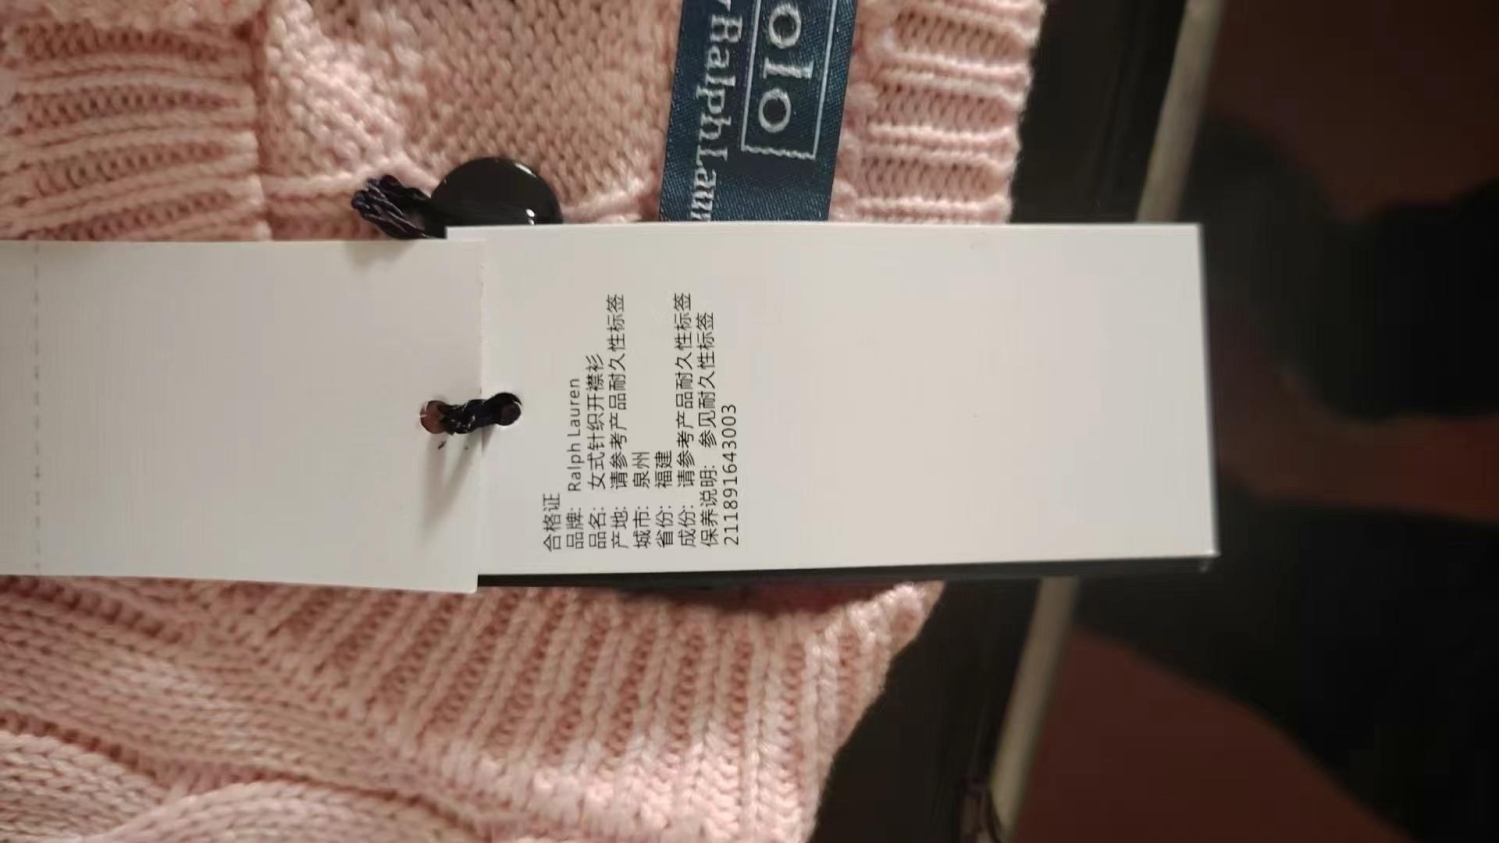 olo
Ralph Lau
合格证
品牌: Ralph Lauren
品名: 女式针织开襟衫
产地: 请参考产品耐久性标签
城市: 泉州
省份: 福建
成份: 请参考产品耐久性标签
保养说明: 参见耐久性标签
211891643003